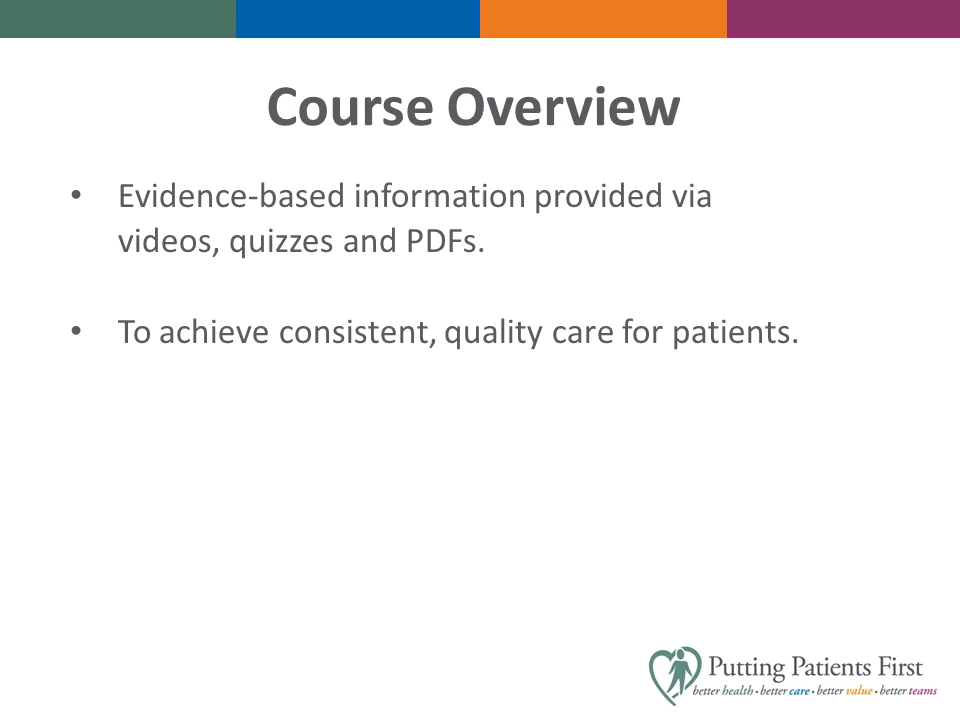 Course Overview
• Evidence-based information provided via
videos, quizzes and PDFs.
• To achieve consistent, quality care for patients.
Putting Patients First
better health • better care • better value • better teams